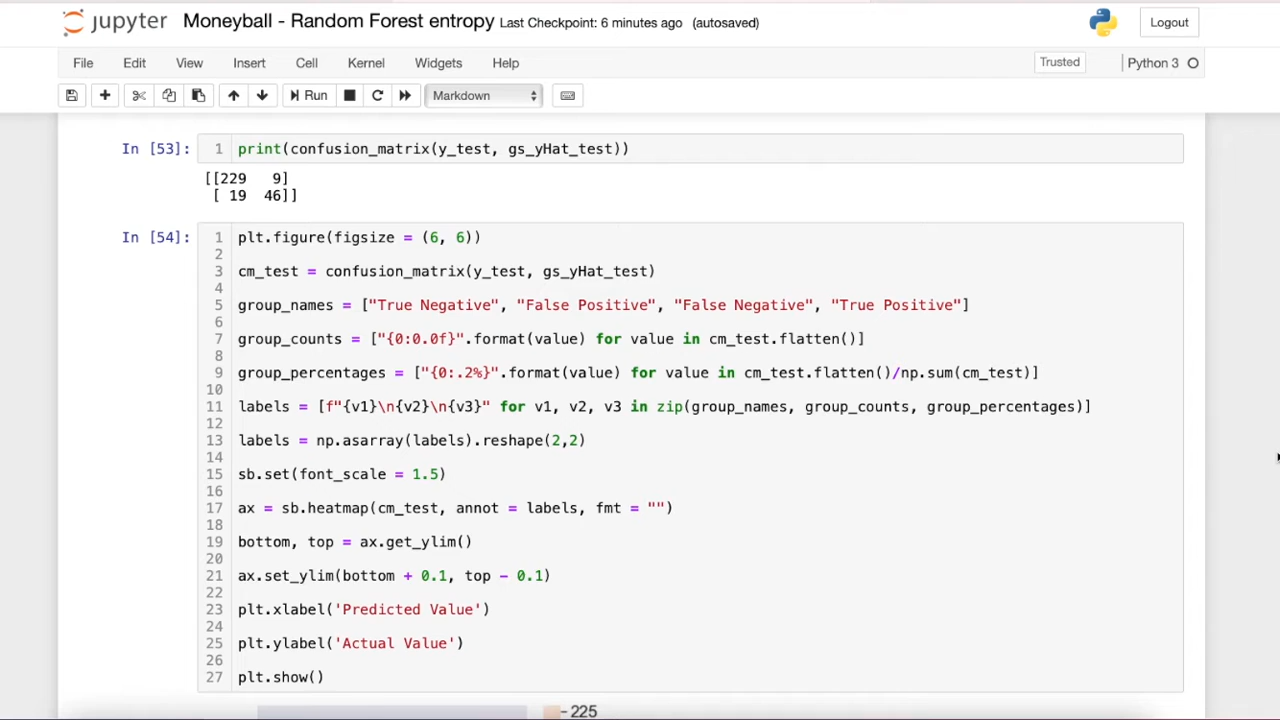 jupyter Moneyball - Random Forest entropy Last Checkpoint: 6 minutes ago (autosaved) Logout
File Edit View Insert Cell Kernel Widgets Help Trusted Python 3
Run Markdown
In [53]: 1 print(confusion_matrix(y_test, gs_yHat_test))
[[229   9]
 [ 19  46]]
In [54]: 1 plt.figure(figsize = (6, 6))
2
3 cm_test = confusion_matrix(y_test, gs_yHat_test)
4
5 group_names = ["True Negative", "False Positive", "False Negative", "True Positive"]
6
7 group_counts = ["{0:0.0f}".format(value) for value in cm_test.flatten()]
8
9 group_percentages = ["{0:.2%}".format(value) for value in cm_test.flatten()/np.sum(cm_test)]
10
11 labels = [f"{v1}\n{v2}\n{v3}" for v1, v2, v3 in zip(group_names, group_counts, group_percentages)]
12
13 labels = np.asarray(labels).reshape(2,2)
14
15 sb.set(font_scale = 1.5)
16
17 ax = sb.heatmap(cm_test, annot = labels, fmt = "")
18
19 bottom, top = ax.get_ylim()
20
21 ax.set_ylim(bottom + 0.1, top - 0.1)
22
23 plt.xlabel('Predicted Value')
24
25 plt.ylabel('Actual Value')
26
27 plt.show()
225